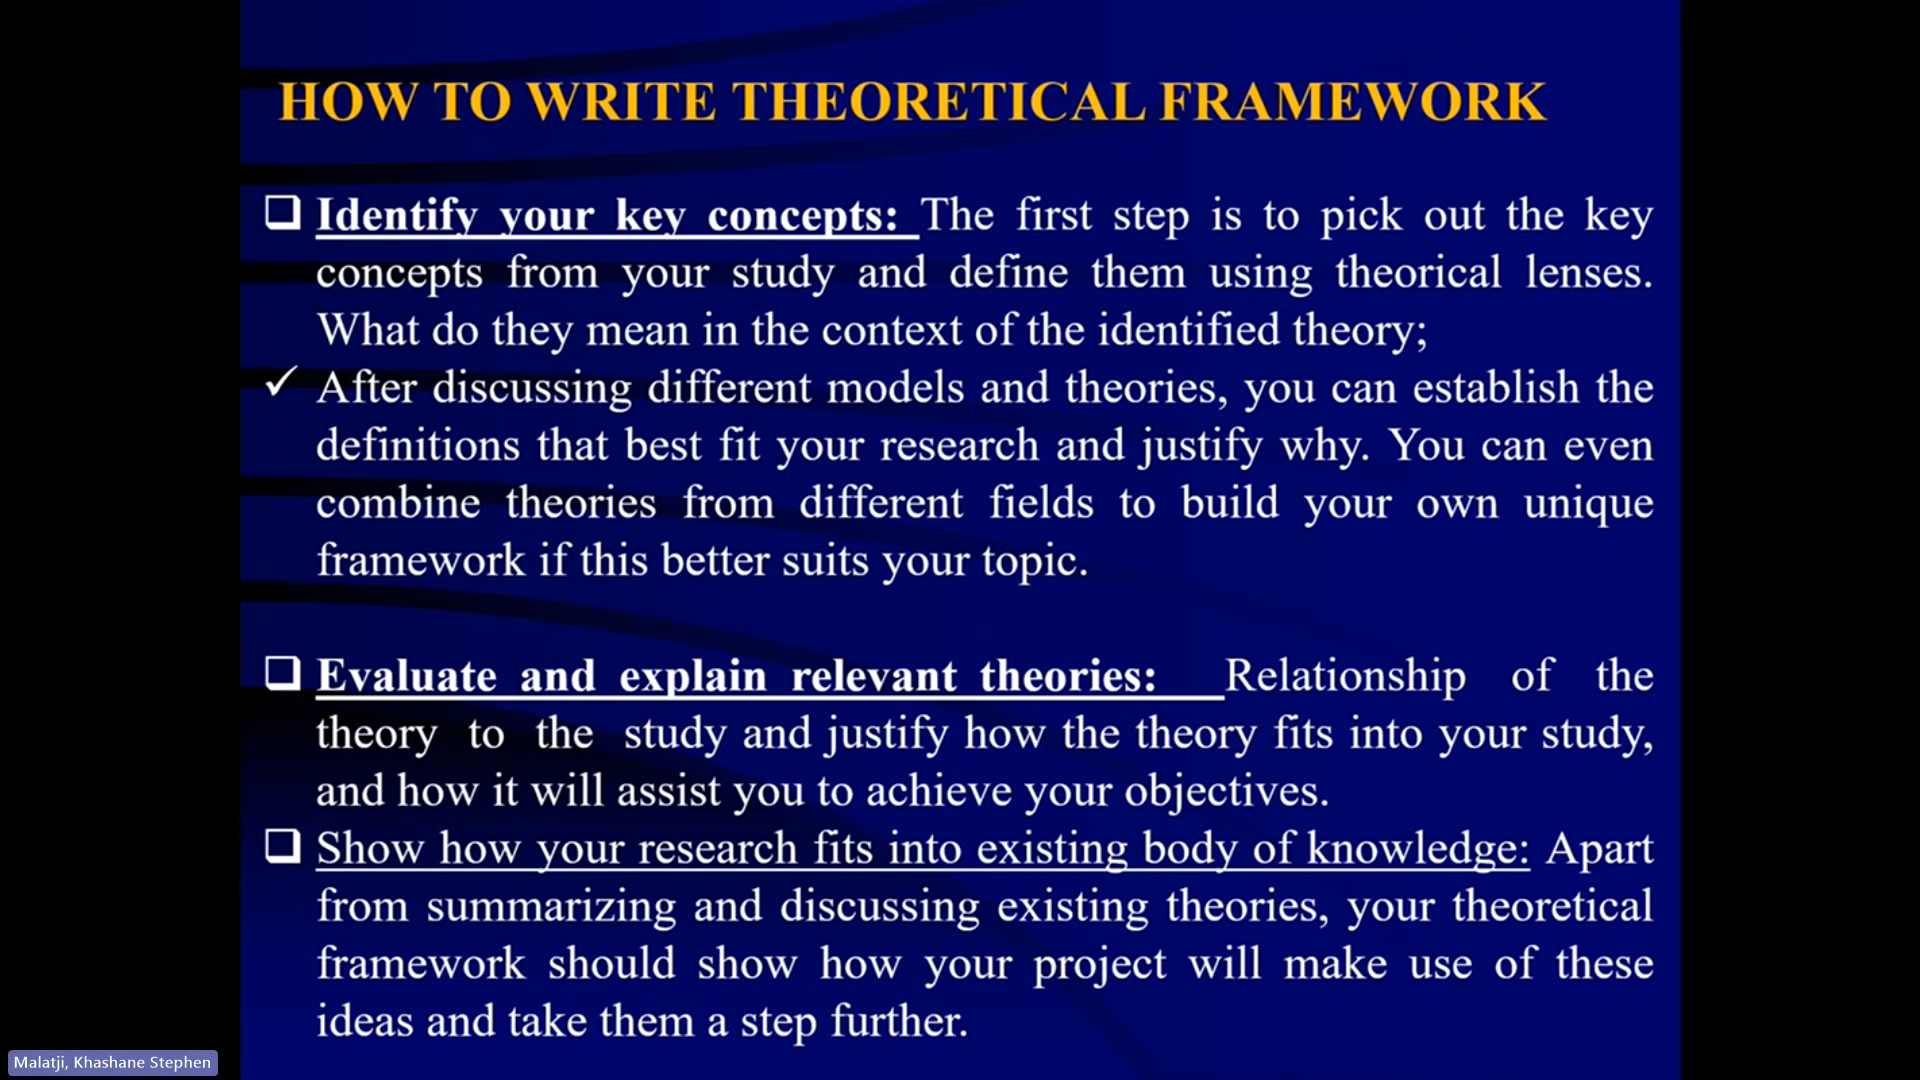 HOW TO WRITE THEORETICAL FRAMEWORK
Identify your key concepts: The first step is to pick out the key
concepts from your study and define them using theorical lenses.
What do they mean in the context of the identified theory;
After discussing different models and theories, you can establish the
definitions that best fit your research and justify why. You can even
combine theories from different fields to build your own unique
framework if this better suits your topic.
Evaluate and explain relevant theories: Relationship of the
theory to the study and justify how the theory fits into your study,
and how it will assist you to achieve your objectives.
Show how your research fits into existing body of knowledge: Apart
from summarizing and discussing existing theories, your theoretical
framework should show how your project will make use of these
ideas and take them a step further.
Malatji, Khashane Stephen